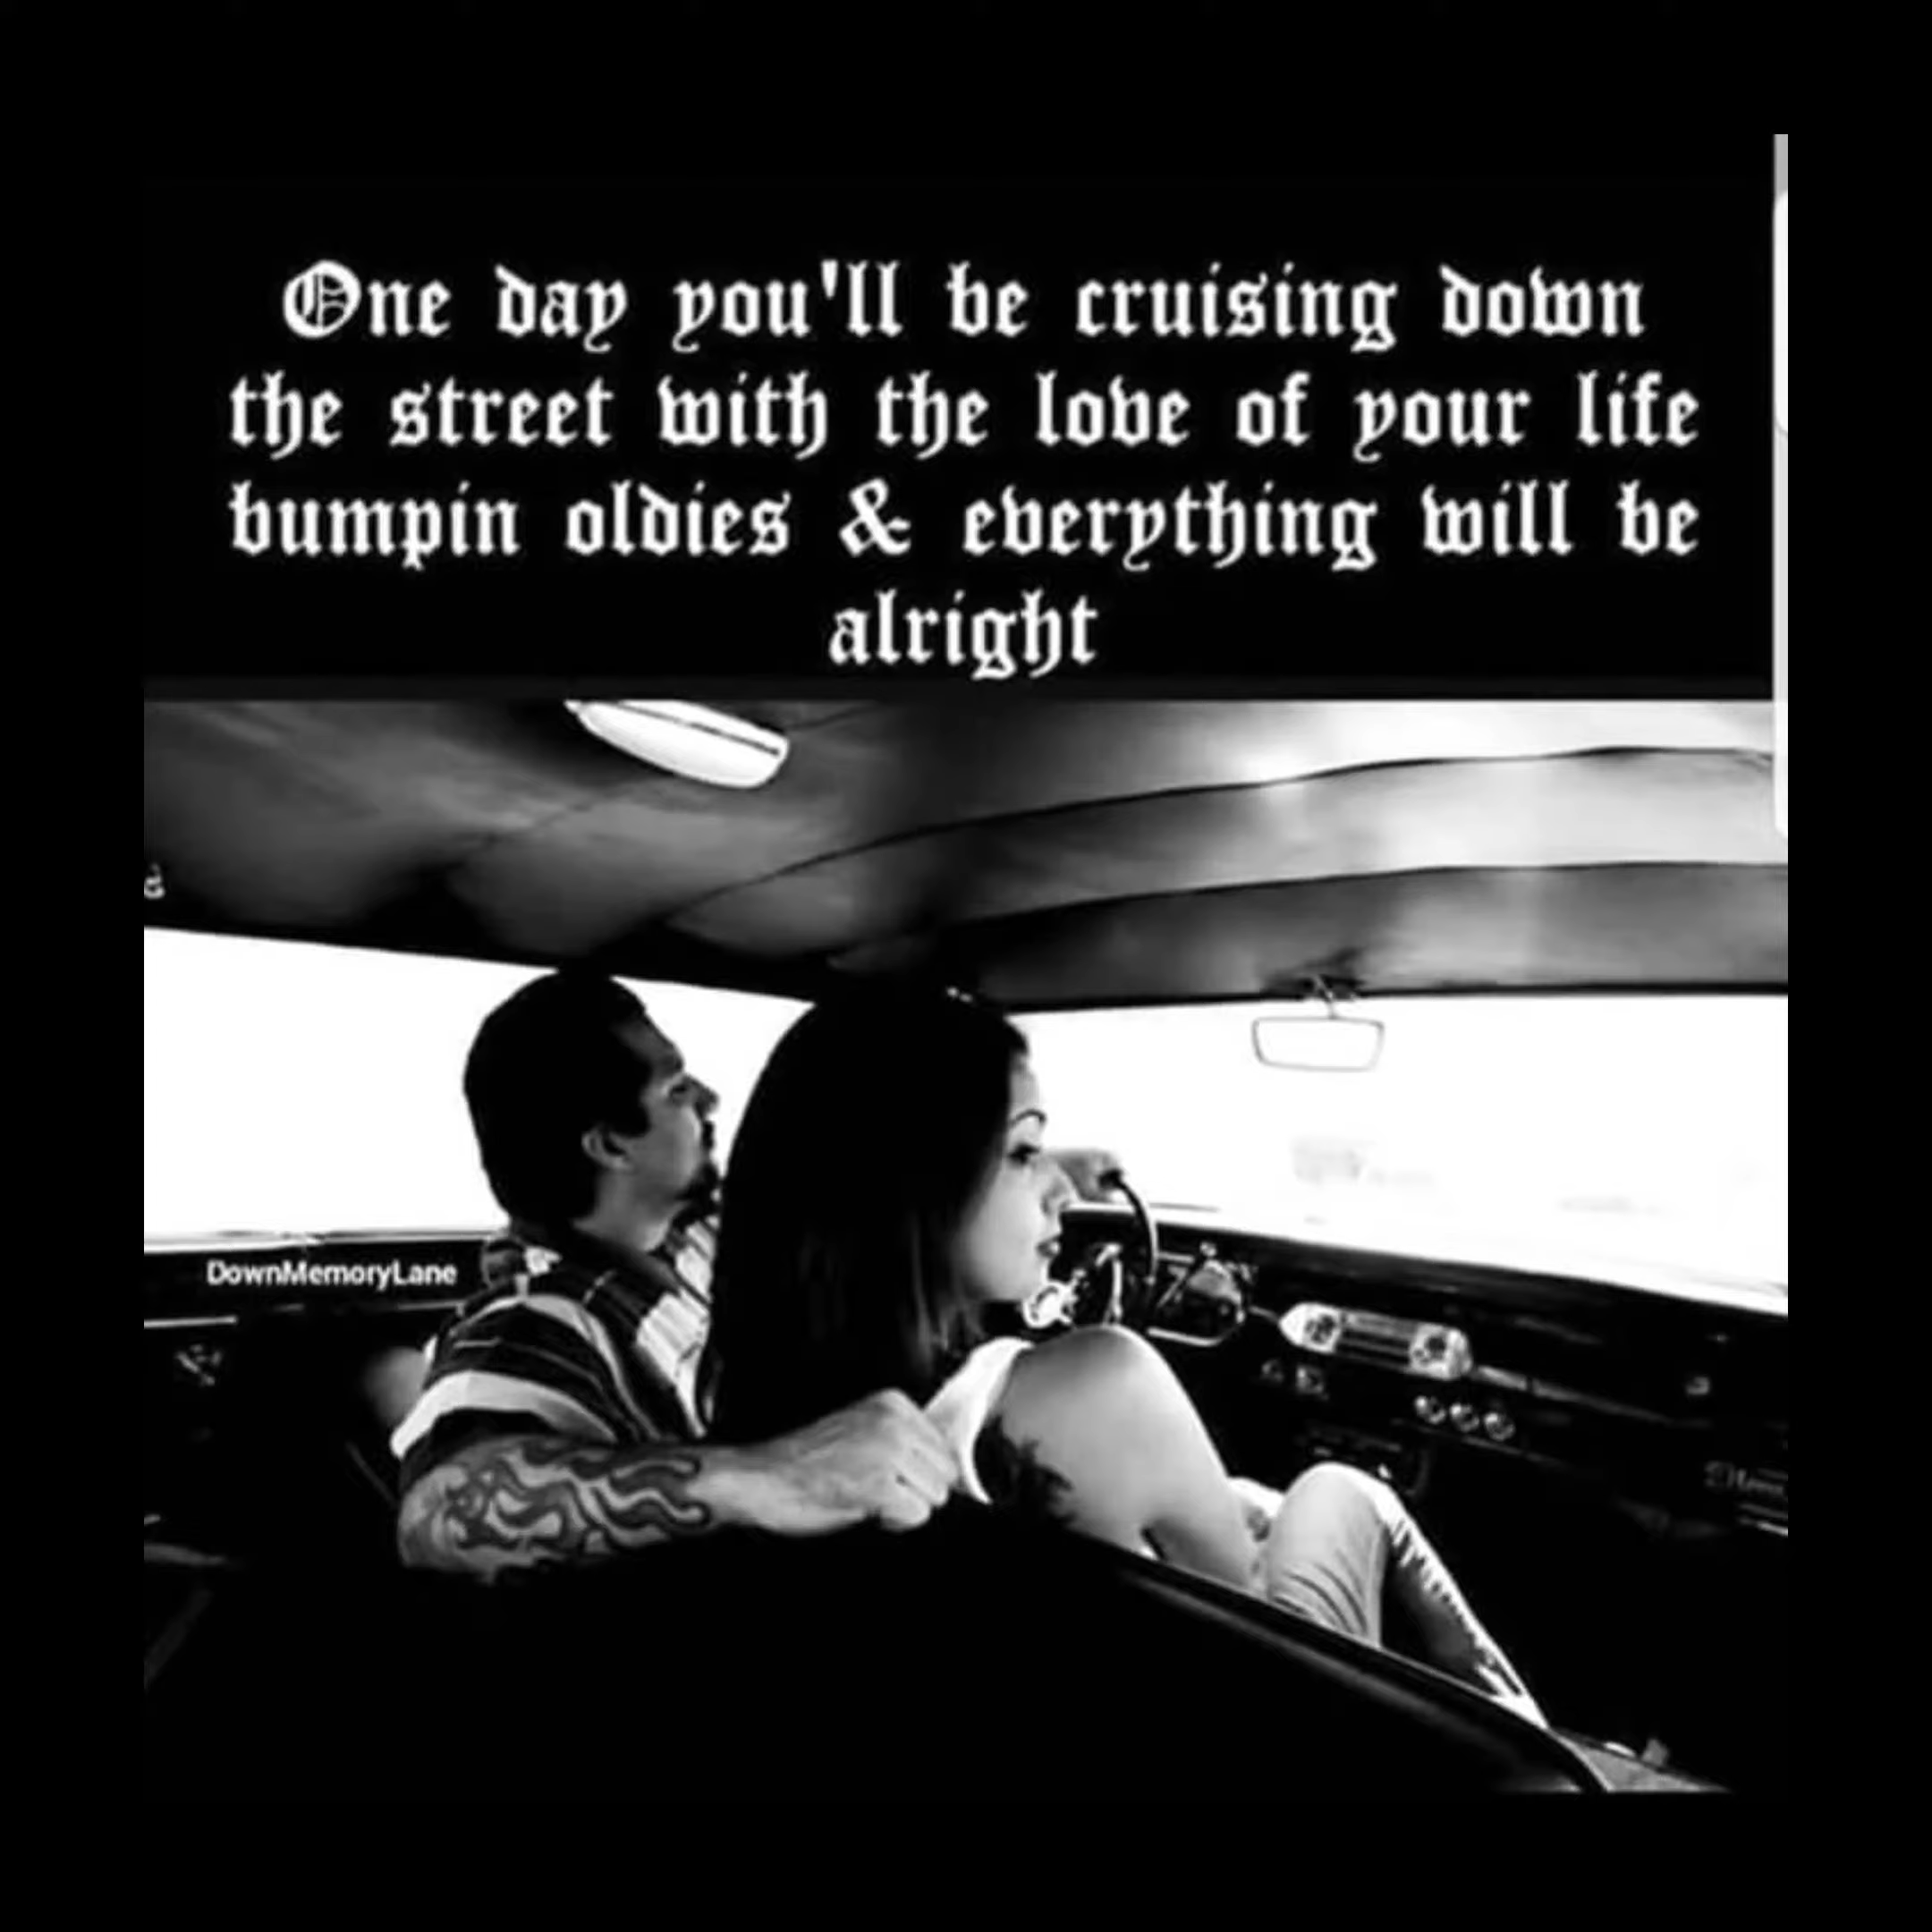 One day you'll be cruising down
the street with the love of your life
bumpin oldies & everything will be
alright
DownMemoryLane